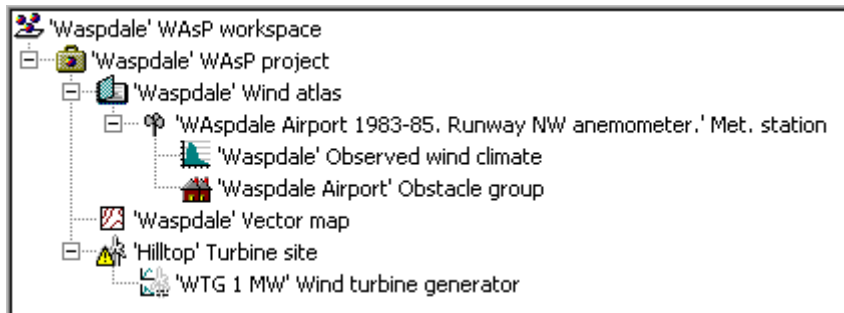 'Waspdale' WAsP workspace
'Waspdale' WAsP project
'Waspdale' Wind atlas
'WAspdale Airport 1983-85. Runway NW anemometer.' Met. station
'Waspdale' Observed wind climate
'Waspdale Airport' Obstacle group
'Waspdale' Vector map
'Hilltop' Turbine site
'WTG 1 MW' Wind turbine generator